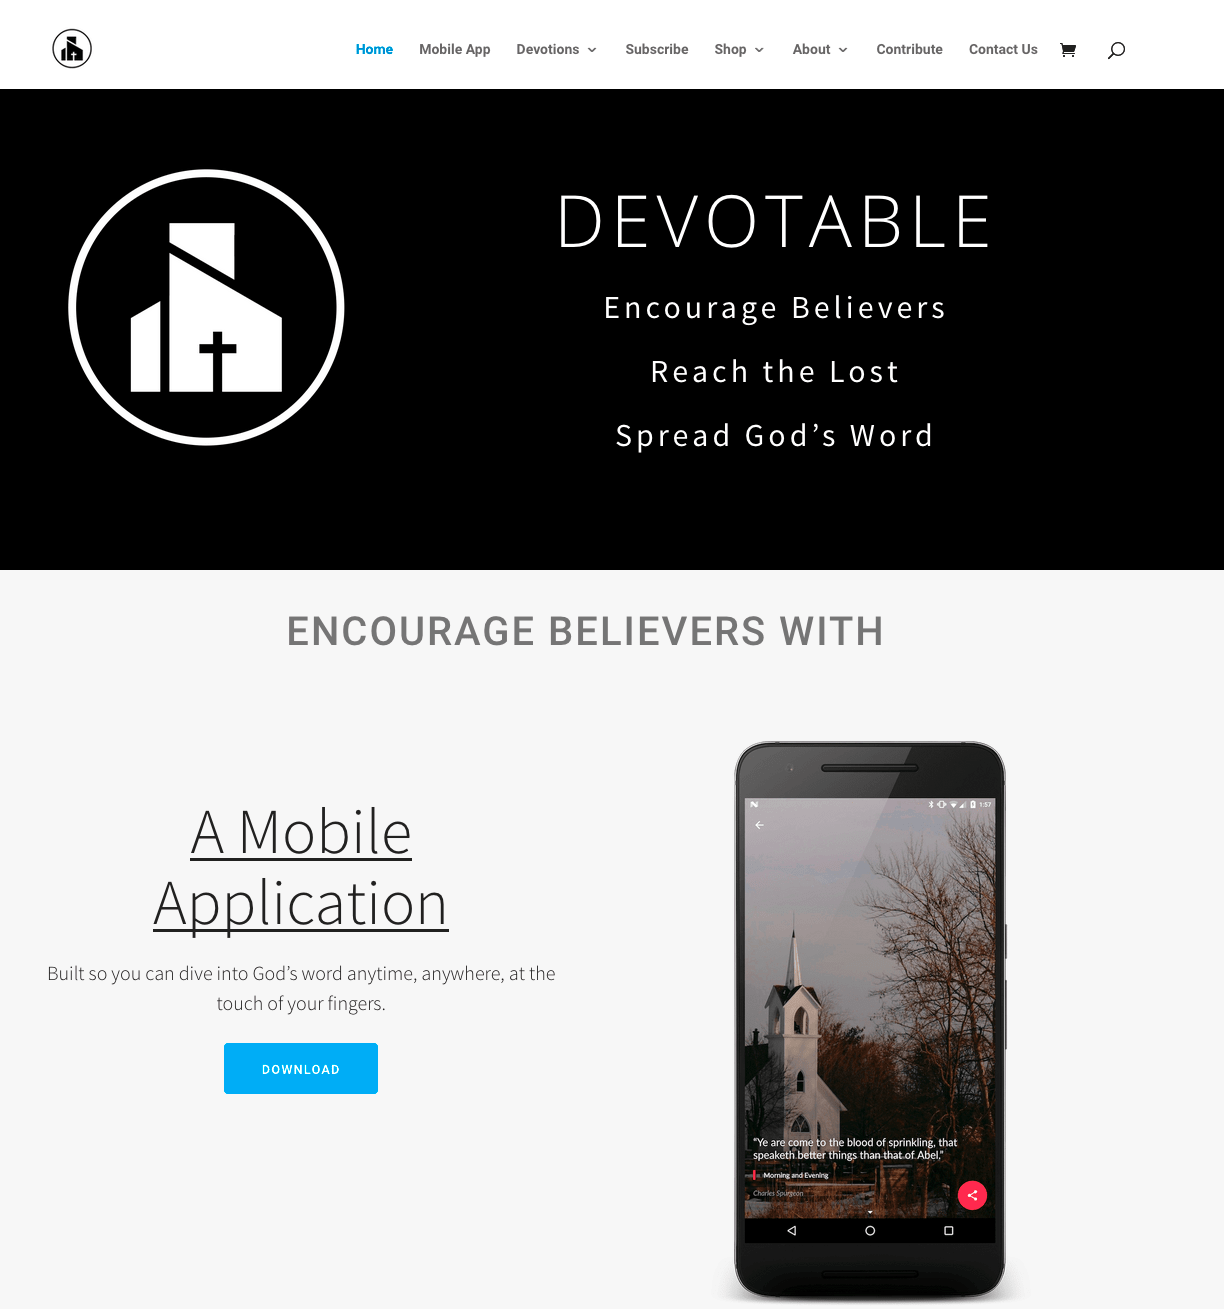 Home Mobile App Devotions Subscribe Shop About Contribute Contact Us
DEVOTABLE
Encourage Believers
Reach the Lost
Spread God’s Word
ENCOURAGE BELIEVERS WITH
A Mobile
Application
Built so you can dive into God’s word anytime, anywhere, at the
touch of your fingers.
DOWNLOAD
1:57
“Ye are come to the blood of sprinkling, that
speaketh better things than that of Abel.”
Morning and Evening
Charles Spurgeon